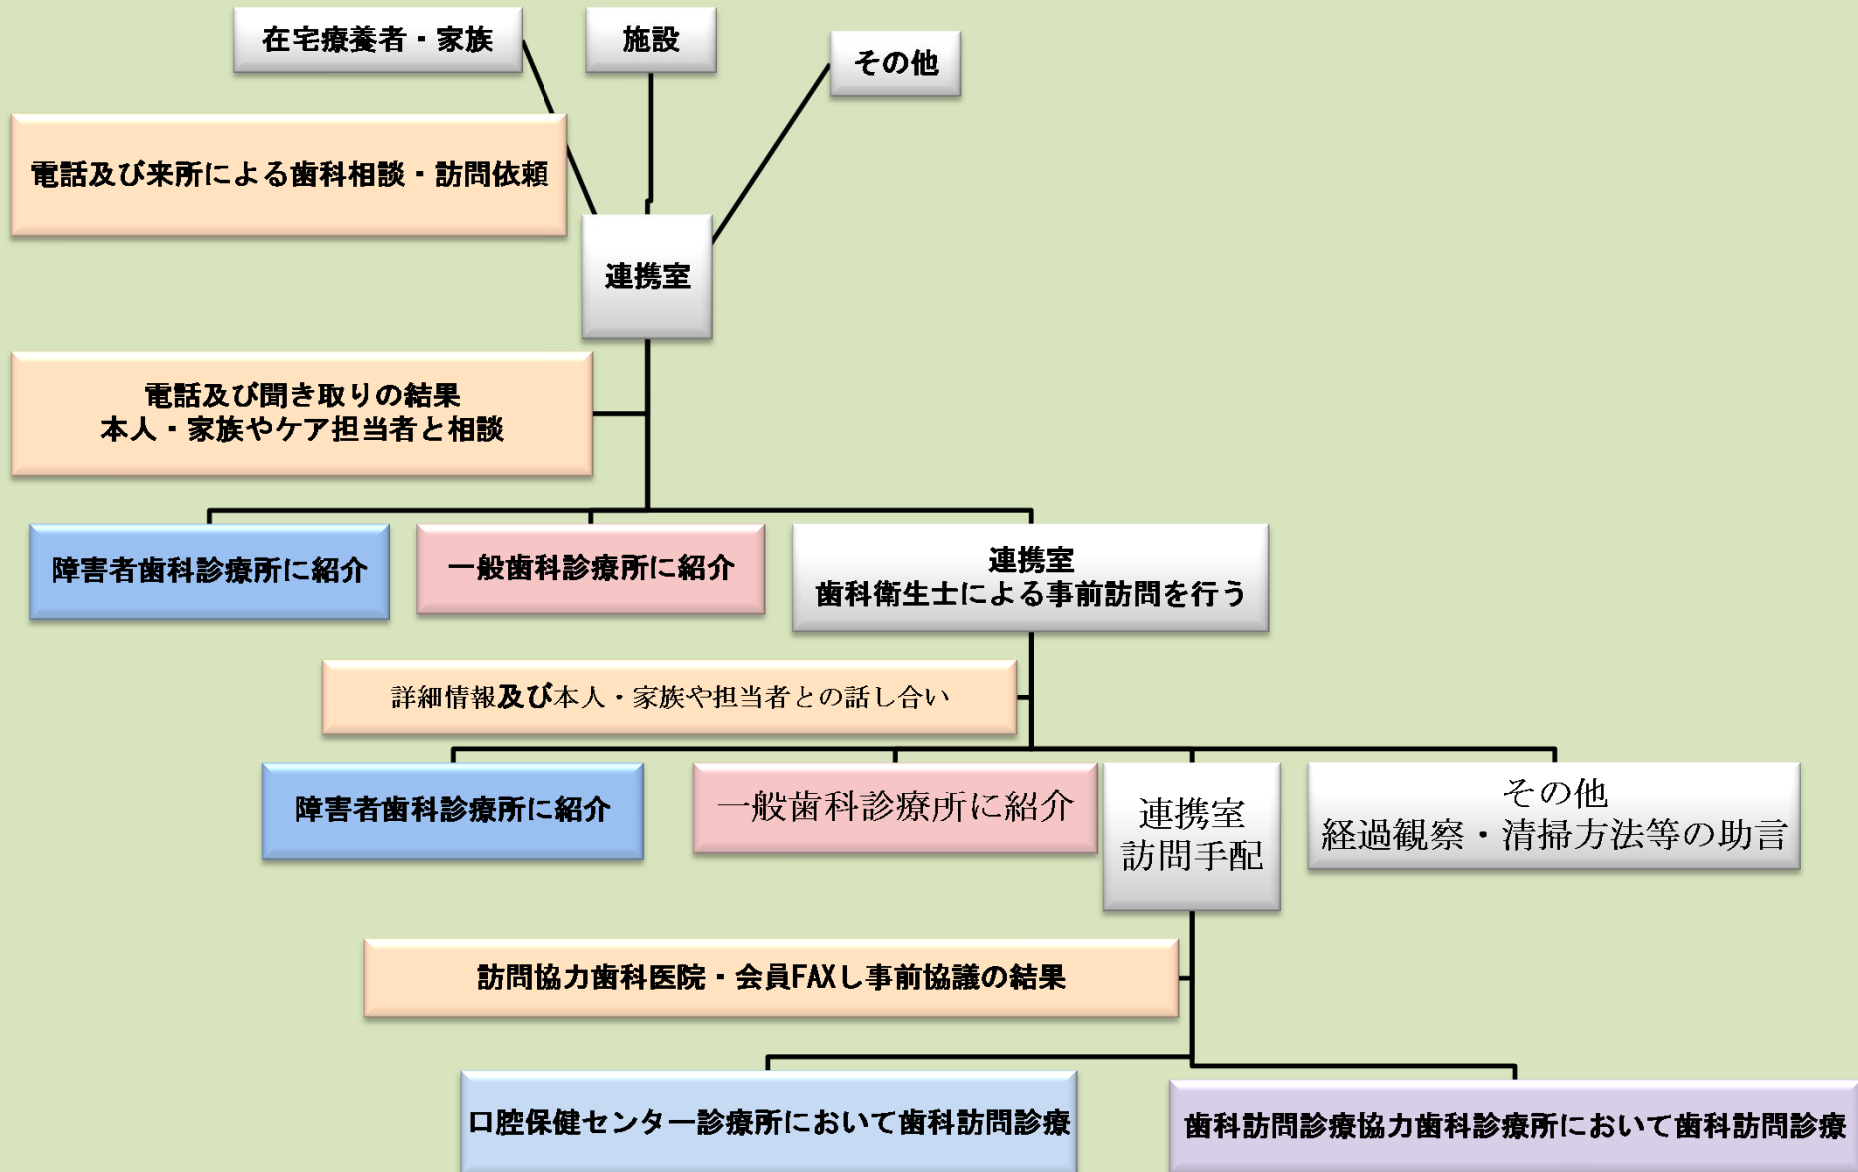 在宅療養者・家族
施設
その他
電話及び来所による歯科相談・訪問依頼
連携室
電話及び聞き取りの結果
本人・家族やケア担当者と相談
障害者歯科診療所に紹介
一般歯科診療所に紹介
連携室
歯科衛生士による事前訪問を行う
詳細情報及び本人・家族や担当者との話し合い
障害者歯科診療所に紹介
一般歯科診療所に紹介
連携室
訪問手配
その他
経過観察・清掃方法等の助言
訪問協力歯科医院・会員FAXし事前協議の結果
口腔保健センター診療所において歯科訪問診療
歯科訪問診療協力歯科診療所において歯科訪問診療